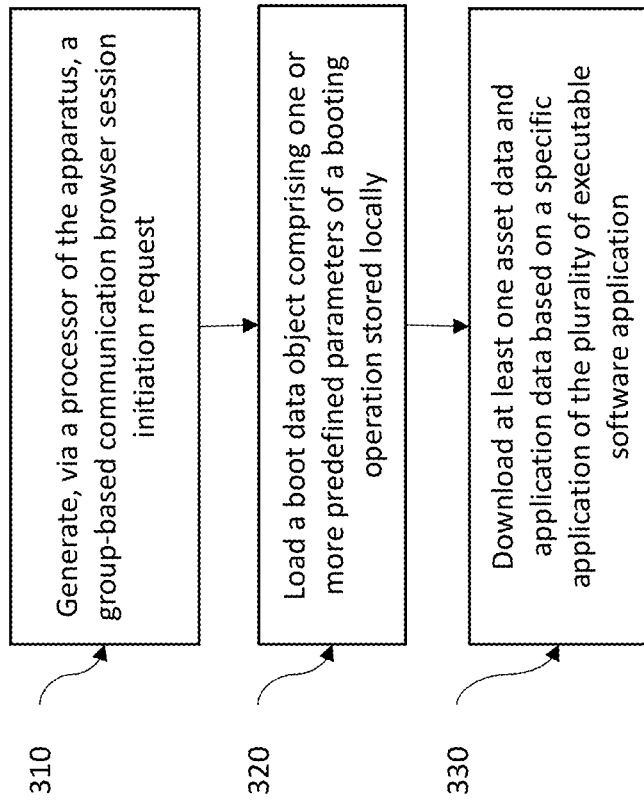 310
Generate, via a processor of the apparatus, a
group-based communication browser session
initiation request
320
Load a boot data object comprising one or
more predefined parameters of a booting
operation stored locally
330
Download at least one asset data and
application data based on a specific
application of the plurality of executable
software application